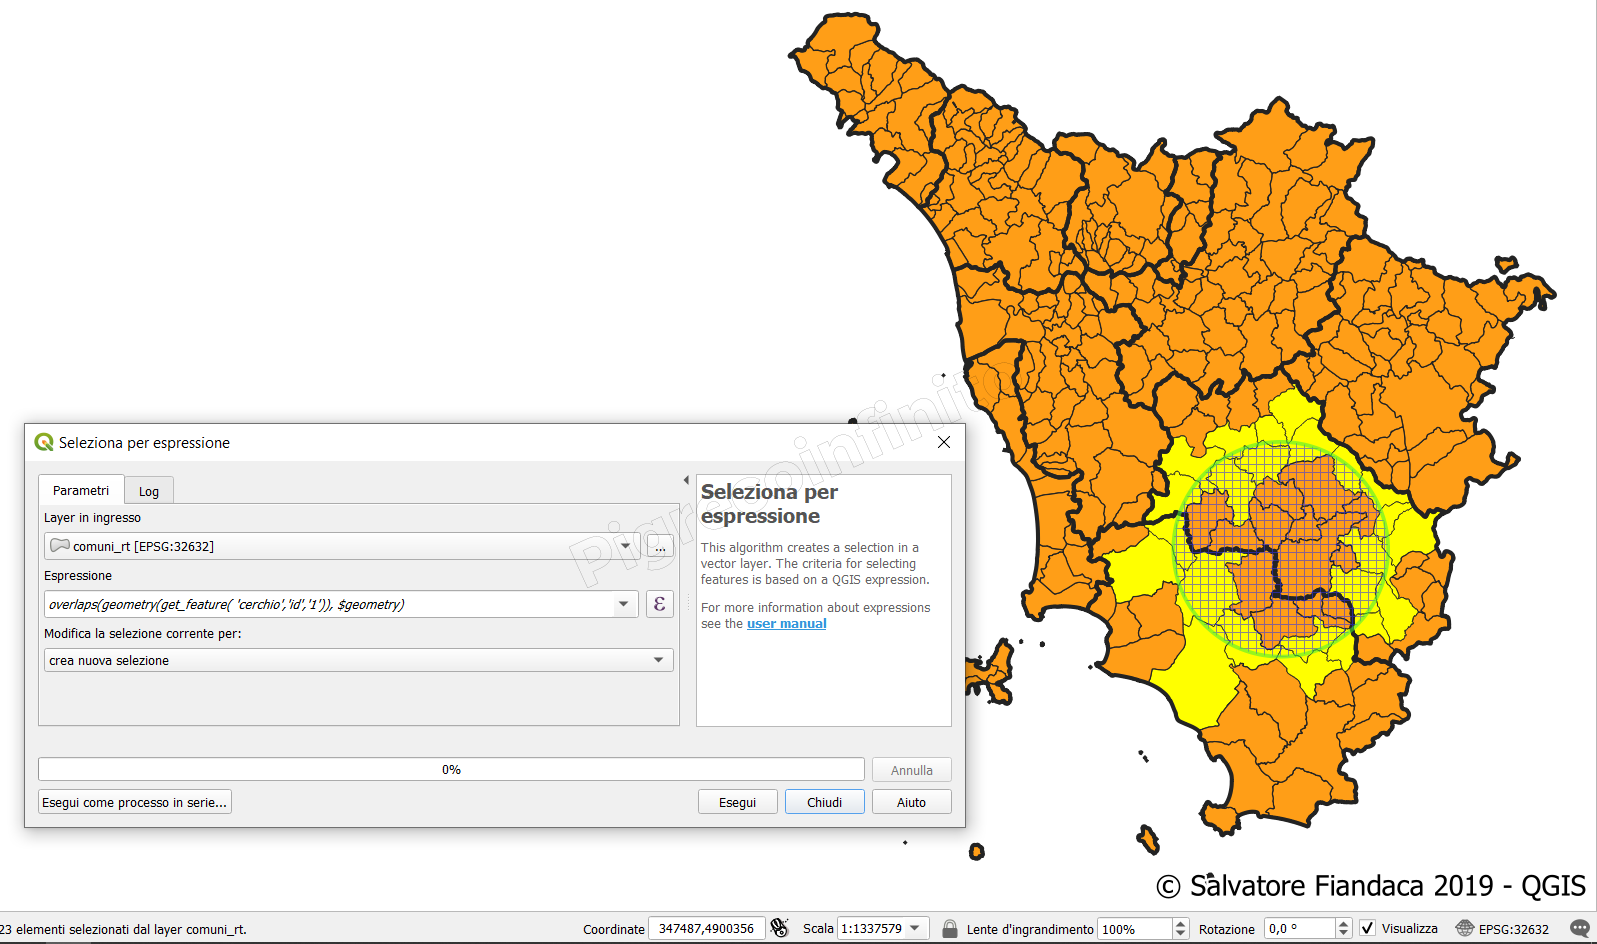 Seleziona per espressione
Parametri
Log
Layer in ingresso
comuni_rt [EPSG:32632]
...
Espressione
overlaps(geometry(get_feature( 'cerchio','id','1')), $geometry)
ε
Modifica la selezione corrente per:
crea nuova selezione
Seleziona per
espressione
This algorithm creates a selection in a
vector layer. The criteria for selecting
features is based on a QGIS expression.
For more information about expressions
see the user manual
0%
Annulla
Esegui come processo in serie...
Esegui
Chiudi
Aiuto
Pigrecoinfinito
© Salvatore Fiandaca 2019 - QGIS
23 elementi selezionati dal layer comuni_rt.
Coordinate
347487,4900356
Scala
1:1337579
Lente d'ingrandimento
100%
Rotazione
0,0 °
Visualizza
EPSG:32632